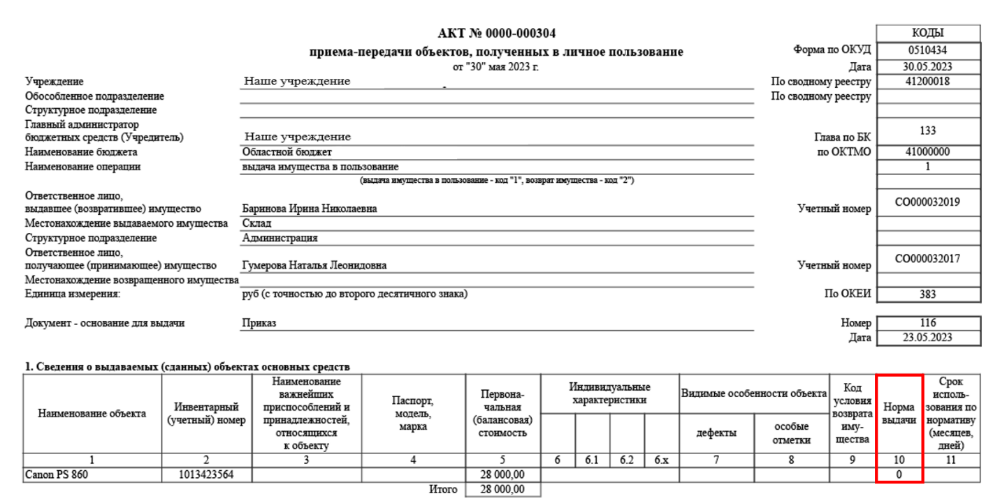 АКТ № 0000-000304
КОДЫ
приема-передачи объектов, полученных в личное пользование
Форма по ОКУД 0510434
от "30" мая 2023 г.
Дата 30.05.2023
Учреждение Наше учреждение По сводному реестру 41200018
Обособленное подразделение По сводному реестру
Структурное подразделение
Главный администратор
бюджетных средств (Учредитель) Наше учреждение Глава по БК 133
Наименование бюджета Областной бюджет по ОКТМО 41000000
Наименование операции выдача имущества в пользование 1
(выдача имущества в пользование - код "1", возврат имущества - код "2")
Ответственное лицо,
выдавшее (возвратившее) имущество Баринова Ирина Николаевна Учетный номер СО000032019
Местонахождение выдаваемого имущества Склад
Структурное подразделение Администрация
Ответственное лицо,
получающее (принимающее) имущество Гумерова Наталья Леонидовна Учетный номер СО000032017
Местонахождение возвращенного имущества
Единица измерения: руб (с точностью до второго десятичного знака) По ОКЕИ 383
Документ - основание для выдачи Приказ Номер 116
Дата 23.05.2023
1. Сведения о выдаваемых (сданных) объектах основных средств
Наименование объекта
Инвентарный
(учетный) номер
Наименование
важнейших
приспособлений и
принадлежностей,
относящихся
к объекту
Паспорт,
модель,
марка
Первона-
чальная
(балансовая)
стоимость
Индивидуальные
характеристики
Видимые особенности объекта
дефекты
особые
отметки
Код
условия
возврата
иму-
щества
Норма
выдачи
Срок
исполь-
зования по
нормативу
(месяцев,
дней)
1 2 3 4 5 6 6.1 6.2 6.x 7 8 9 10 11
Canon PS 860 1013423564 28 000,00 0
Итого 28 000,00